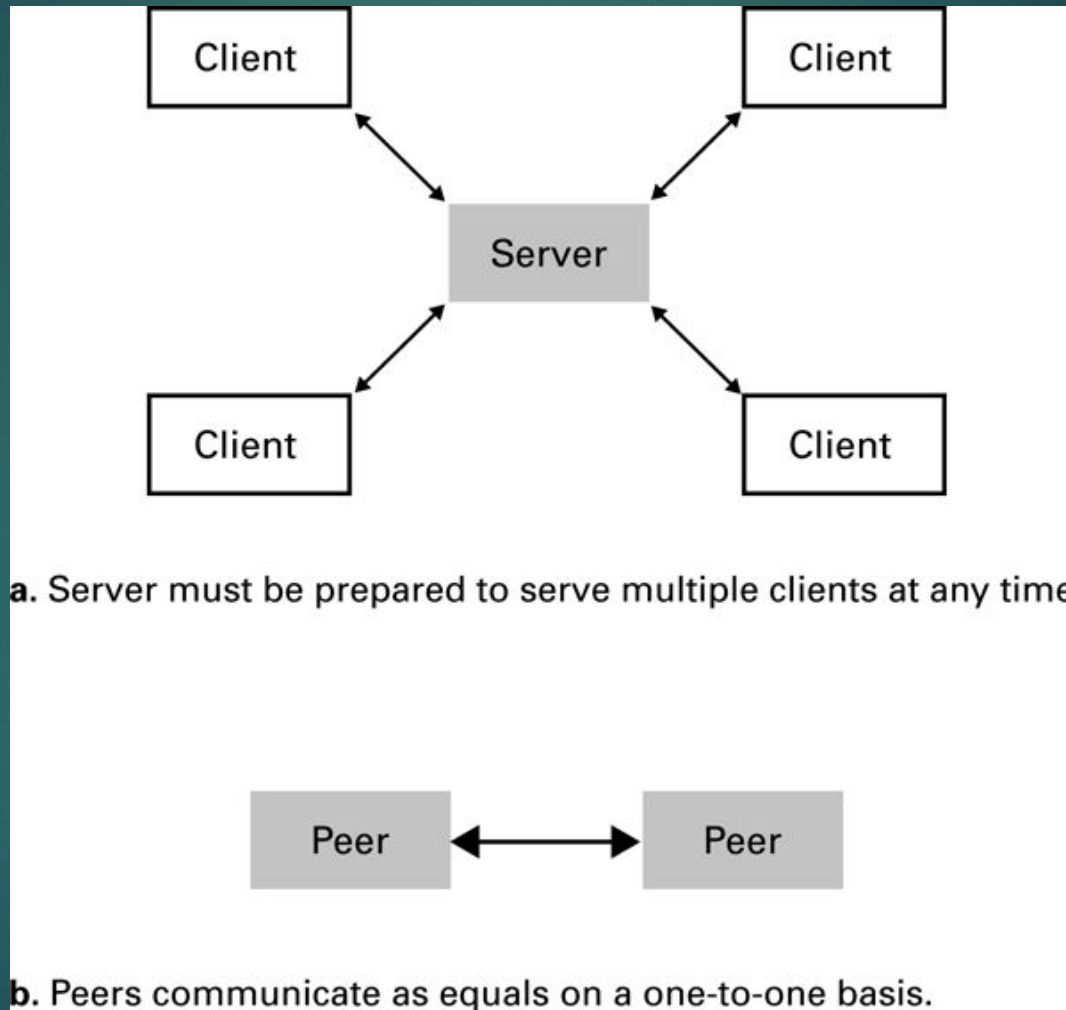 Client
Client
Server
Client
Client
a. Server must be prepared to serve multiple clients at any time
Peer
Peer
b. Peers communicate as equals on a one-to-one basis.